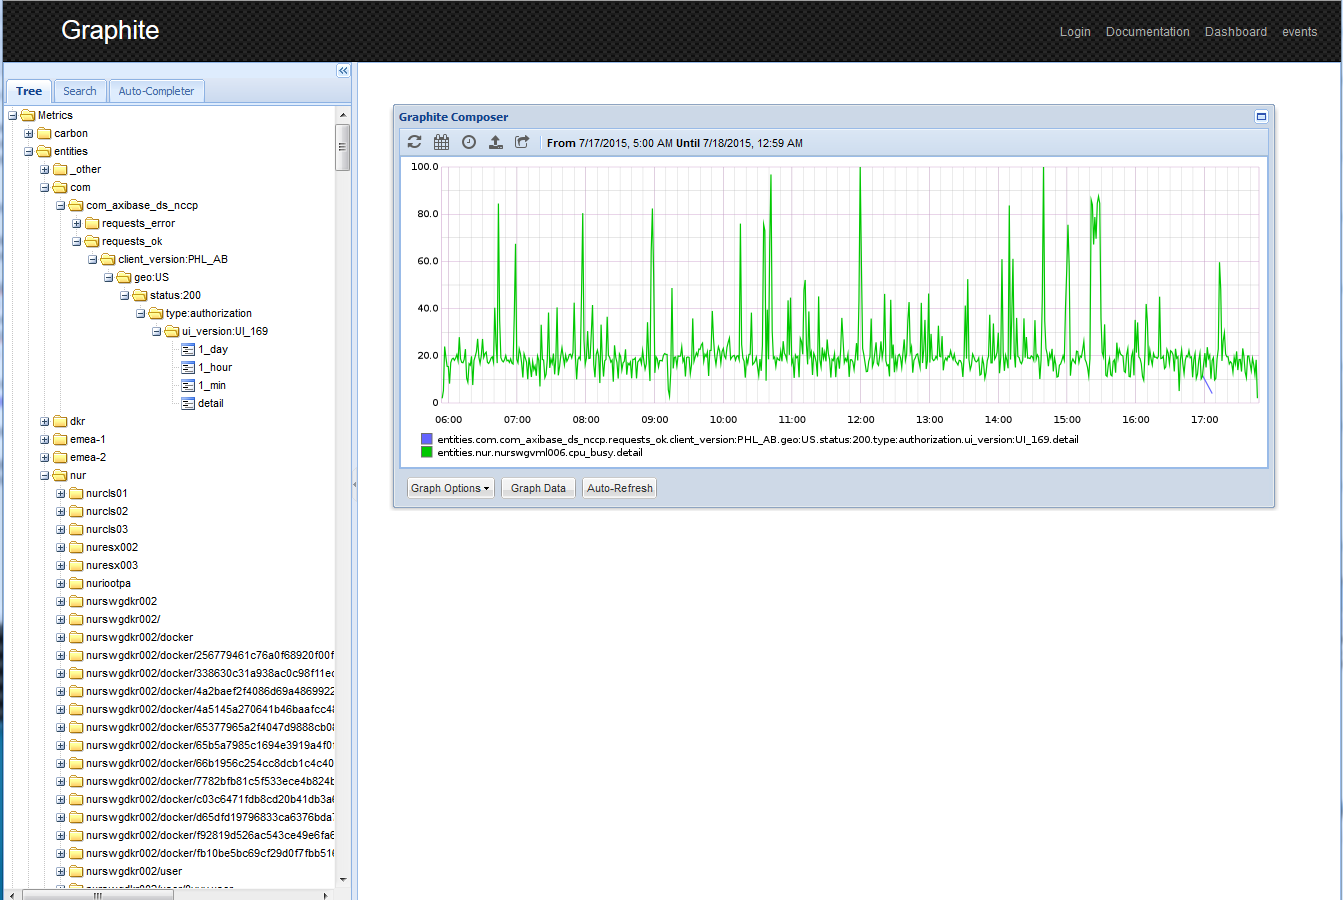 Graphite
Login Documentation Dashboard events
Tree Search Auto-Completer
Metrics
carbon
entities
_other
com
com_axibase_ds_nccp
requests_error
requests_ok
client_version:PHL_AB
geo:US
status:200
type:authorization
ui_version:UI_169
1_day
1_hour
1_min
detail
dkr
emea-1
emea-2
nur
nurcls01
nurcls02
nurcls03
nuresx002
nuresx003
nuriootpa
nurswgdkr002
nurswgdkr002/
nurswgdkr002/docker
nurswgdkr002/docker/256779461c76a0f68920f00f
nurswgdkr002/docker/338630c31a938ac0c98f11ec
nurswgdkr002/docker/4a2baef2f4086d69a4869922
nurswgdkr002/docker/4a5145a270641b46baafcc48
nurswgdkr002/docker/65377965a2f4047d9888cb08
nurswgdkr002/docker/65b5a7985c1694e3919a4f0
nurswgdkr002/docker/66b1956c254cc8dcb1c4c40
nurswgdkr002/docker/7782bfb81c5f533ece4b824b
nurswgdkr002/docker/c03c6471fdb8cd20b41db3a6
nurswgdkr002/docker/d65dfd19796833ca6376bda7
nurswgdkr002/docker/f92819d526ac543ce49e6fa6
nurswgdkr002/docker/fb10be5bc69cf29d0f7fbb516
nurswgdkr002/user
Graphite Composer
From 7/17/2015, 5:00 AM Until 7/18/2015, 12:59 AM
100.0
80.0
60.0
40.0
20.0
0
06:00 07:00 08:00 09:00 10:00 11:00 12:00 13:00 14:00 15:00 16:00 17:00
entities.com.com_axibase_ds_nccp.requests_ok.client_version:PHL_AB.geo:US.status:200.type:authorization.ui_version:UI_169.detail
entities.nur.nurswgvml006.cpu_busy.detail
Graph Options Graph Data Auto-Refresh